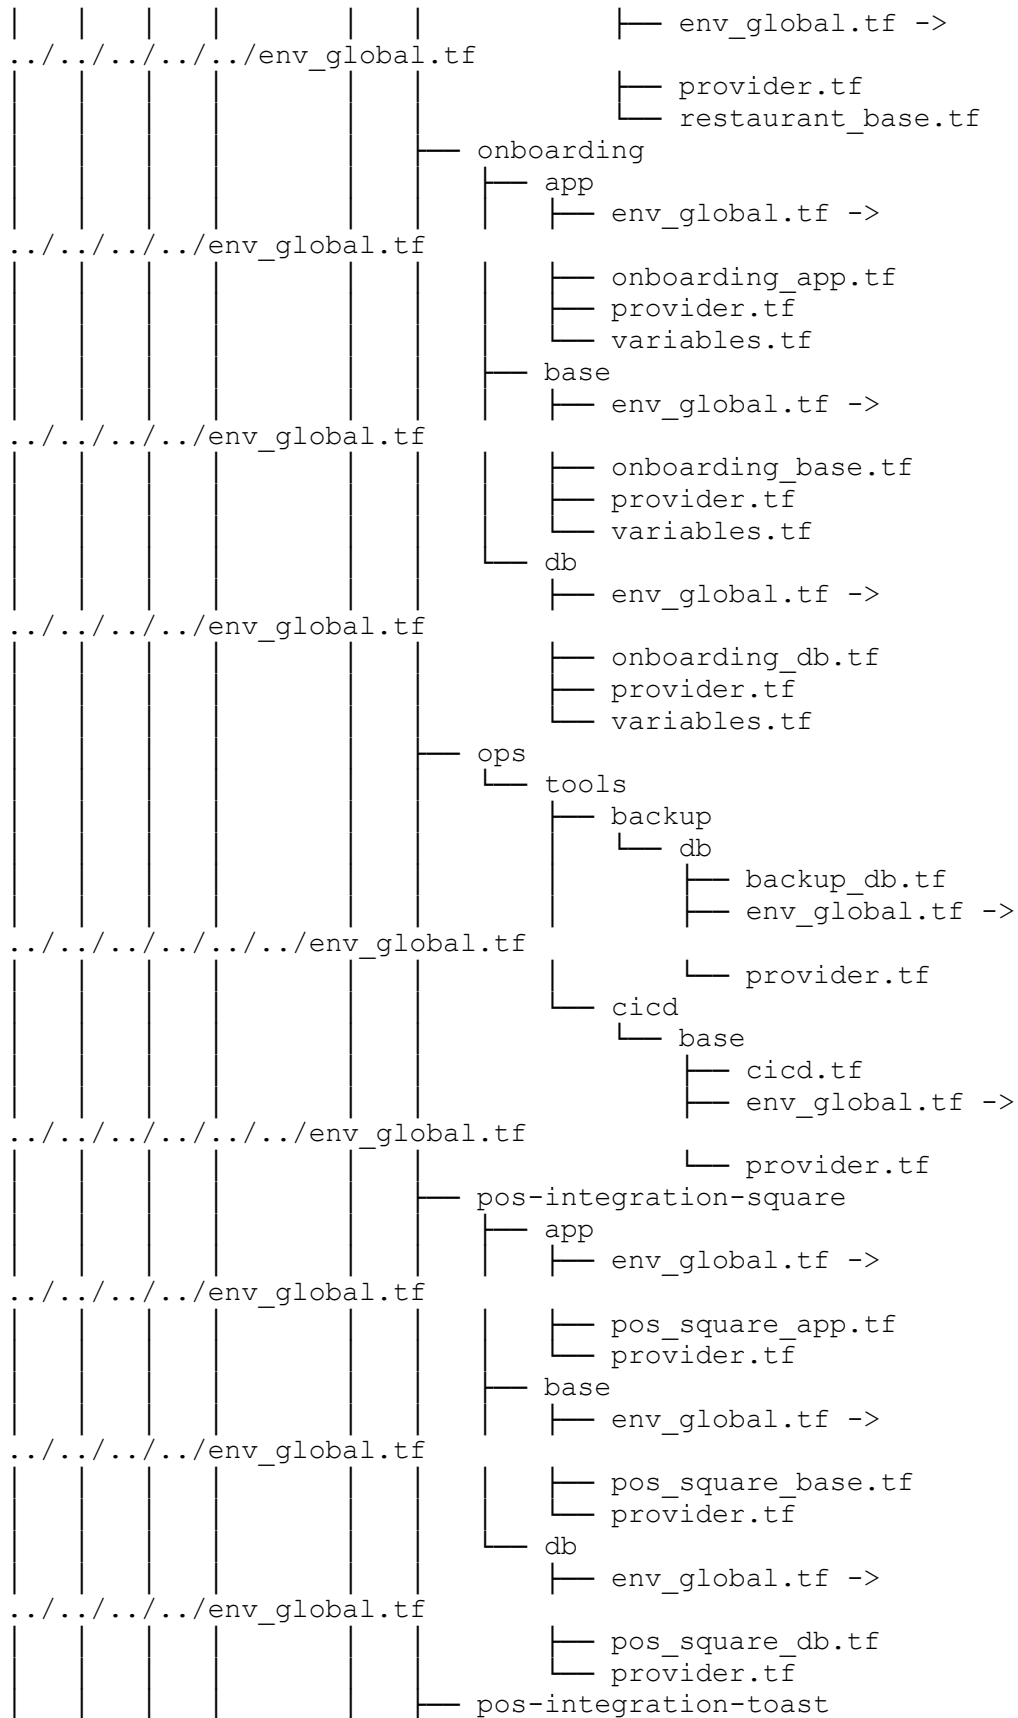 │   │   │   │       │   │           ├── env_global.tf ->
../../../../../env_global.tf
│   │   │   │       │   │           ├── provider.tf
│   │   │   │       │   │           └── restaurant_base.tf
│   │   │   │       │   ├── onboarding
│   │   │   │       │   │   ├── app
│   │   │   │       │   │   │   ├── env_global.tf ->
../../../../env_global.tf
│   │   │   │       │   │   │   ├── onboarding_app.tf
│   │   │   │       │   │   │   ├── provider.tf
│   │   │   │       │   │   │   └── variables.tf
│   │   │   │       │   │   ├── base
│   │   │   │       │   │   │   ├── env_global.tf ->
../../../../env_global.tf
│   │   │   │       │   │   │   ├── onboarding_base.tf
│   │   │   │       │   │   │   ├── provider.tf
│   │   │   │       │   │   │   └── variables.tf
│   │   │   │       │   │   └── db
│   │   │   │       │   │       ├── env_global.tf ->
../../../../env_global.tf
│   │   │   │       │   │       ├── onboarding_db.tf
│   │   │   │       │   │       ├── provider.tf
│   │   │   │       │   │       └── variables.tf
│   │   │   │       │   ├── ops
│   │   │   │       │   │   └── tools
│   │   │   │       │   │       ├── backup
│   │   │   │       │   │       │   └── db
│   │   │   │       │   │       │       ├── backup_db.tf
│   │   │   │       │   │       │       ├── env_global.tf ->
../../../../../../env_global.tf
│   │   │   │       │   │       │       └── provider.tf
│   │   │   │       │   │       └── cicd
│   │   │   │       │   │           └── base
│   │   │   │       │   │               ├── cicd.tf
│   │   │   │       │   │               ├── env_global.tf ->
../../../../../../env_global.tf
│   │   │   │       │   │               └── provider.tf
│   │   │   │       │   ├── pos-integration-square
│   │   │   │       │   │   ├── app
│   │   │   │       │   │   │   ├── env_global.tf ->
../../../../env_global.tf
│   │   │   │       │   │   │   ├── pos_square_app.tf
│   │   │   │       │   │   │   └── provider.tf
│   │   │   │       │   │   ├── base
│   │   │   │       │   │   │   ├── env_global.tf ->
../../../../env_global.tf
│   │   │   │       │   │   │   ├── pos_square_base.tf
│   │   │   │       │   │   │   └── provider.tf
│   │   │   │       │   │   └── db
│   │   │   │       │   │       ├── env_global.tf ->
../../../../env_global.tf
│   │   │   │       │   │       ├── pos_square_db.tf
│   │   │   │       │   │       └── provider.tf
│   │   │   │       │   ├── pos-integration-toast